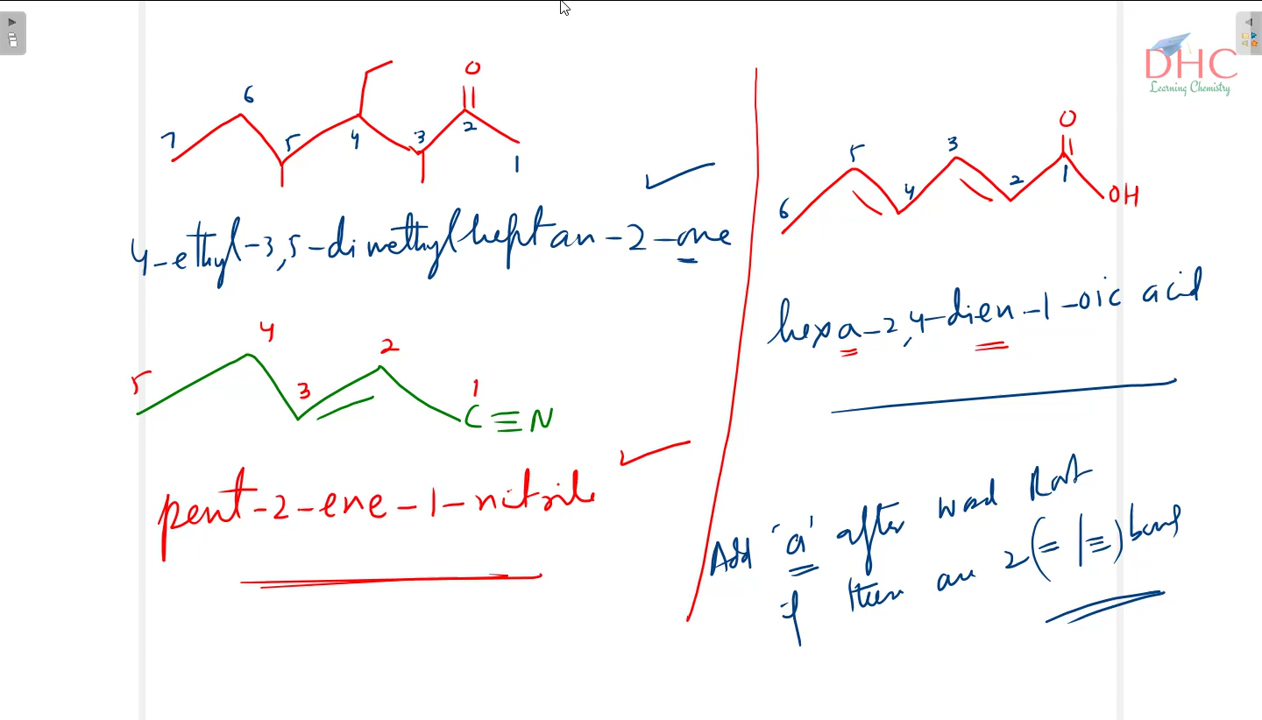 DHC
Learning Chemistry
O
6
7
5
4
3
2
1
4-ethyl-3,5-dimethylheptan-2-one
4
2
5
3
1
C≡N
pent-2-ene-1-nitrile
O
5
3
1
6
4
2
OH
hexa-2,4-dien-1-oic acid
Add 'a' after word Root
if there are 2(=/≡) bond